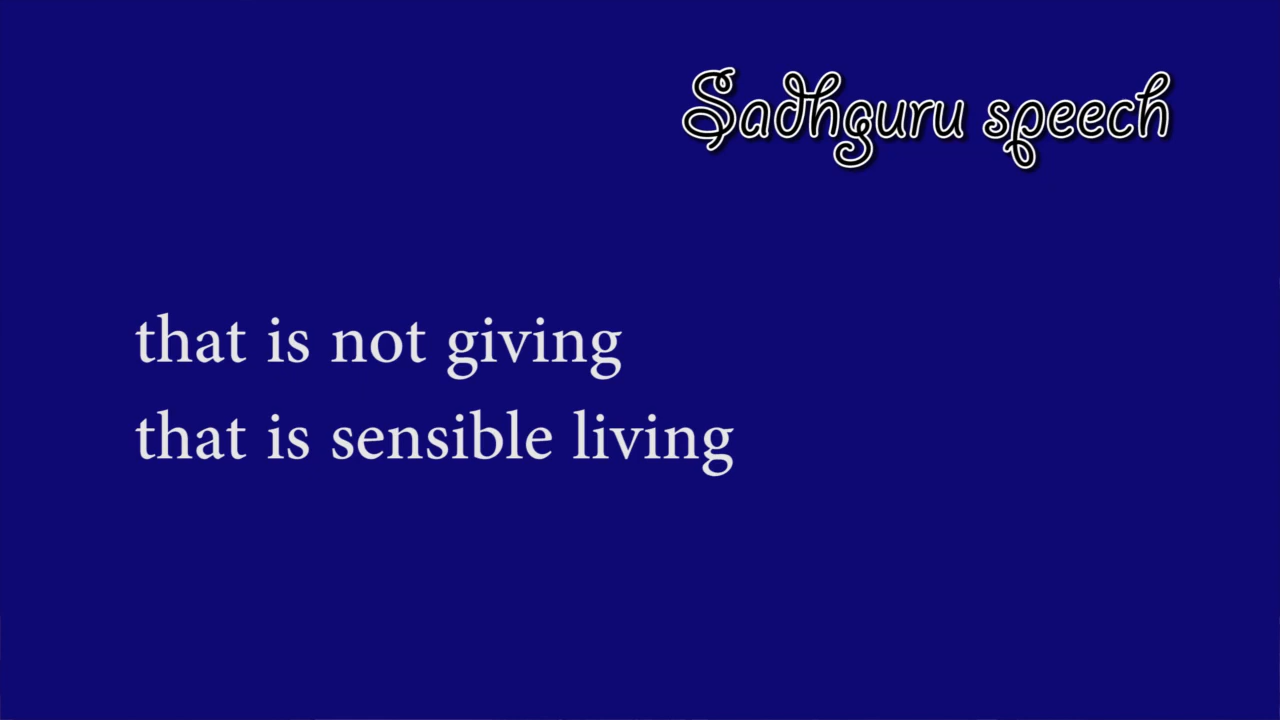 Sadhguru speech
that is not giving
that is sensible living